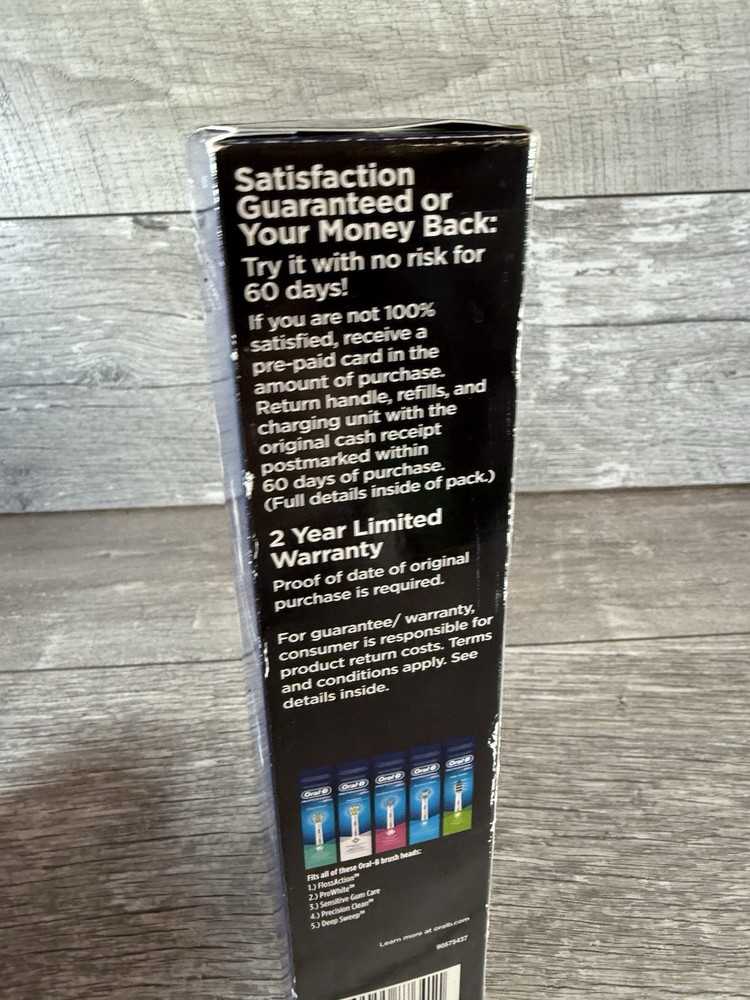 Satisfaction
Guaranteed or
Your Money Back:
Try it with no risk for
60 days!
If you are not 100%
satisfied, receive a
pre-paid card in the
amount of purchase.
Return handle, refills, and
charging unit with the
original cash receipt
postmarked within
60 days of purchase.
(Full details inside of pack.)
2 Year Limited
Warranty
Proof of date of original
purchase is required.
For guarantee/ warranty,
consumer is responsible for
product return costs. Terms
and conditions apply. See
details inside.
Oral-B Oral-B Oral-B Oral-B Oral-B
Fits all of these Oral-B brush heads:
1.) FlossAction™
2.) ProWhite™
3.) Sensitive Gum Care
4.) Precision Clean™
5.) Deep Sweep™
Learn more at oralb.com
90875437